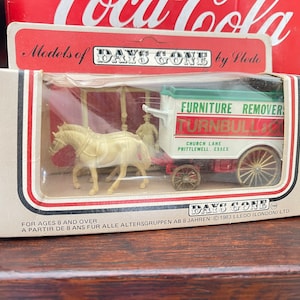 Coca-Cola
Models of DAYS GONE by Lledo
FURNITURE REMOVERS
TURNBULL
CHURCH LANE
PRITTLEWELL. ESSEX
DAYS GONE
FOR AGES 8 AND OVER
A PARTIR DE 8 ANS FUR ALLE ALTERSGRUPPEN AB 8 JAHREN. © 1983 LLEDO (LONDON) LTD